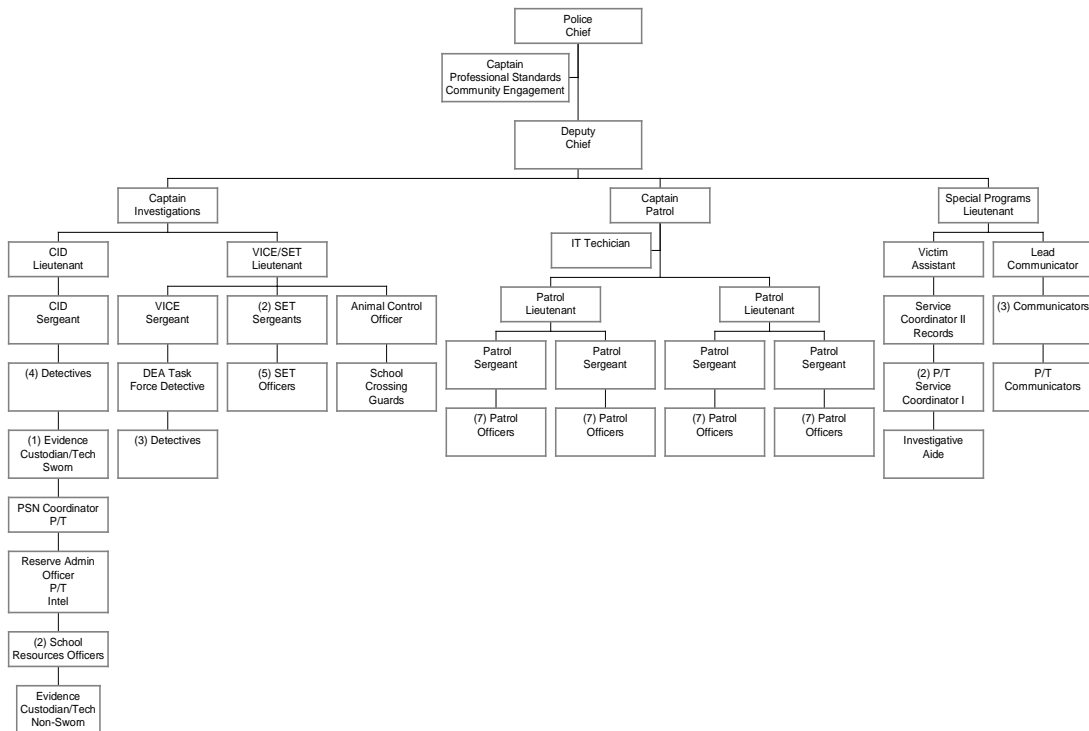 Police
Chief
Captain
Professional Standards
Community Engagement
Deputy
Chief
Captain
Investigations
Captain
Patrol
Special Programs
Lieutenant
CID
Lieutenant
VICE/SET
Lieutenant
IT Techician
Victim
Assistant
Lead
Communicator
CID
Sergeant
VICE
Sergeant
(2) SET
Sergeants
Animal Control
Officer
Patrol
Lieutenant
Patrol
Lieutenant
Service
Coordinator II
Records
(3) Communicators
(4) Detectives
DEA Task
Force Detective
(5) SET
Officers
School
Crossing
Guards
Patrol
Sergeant
Patrol
Sergeant
Patrol
Sergeant
Patrol
Sergeant
(2) P/T
Service
Coordinator I
P/T
Communicators
(1) Evidence
Custodian/Tech
Sworn
(3) Detectives
(7) Patrol
Officers
(7) Patrol
Officers
(7) Patrol
Officers
(7) Patrol
Officers
Investigative
Aide
PSN Coordinator
P/T
Reserve Admin
Officer
P/T
Intel
(2) School
Resources Officers
Evidence
Custodian/Tech
Non-Sworn